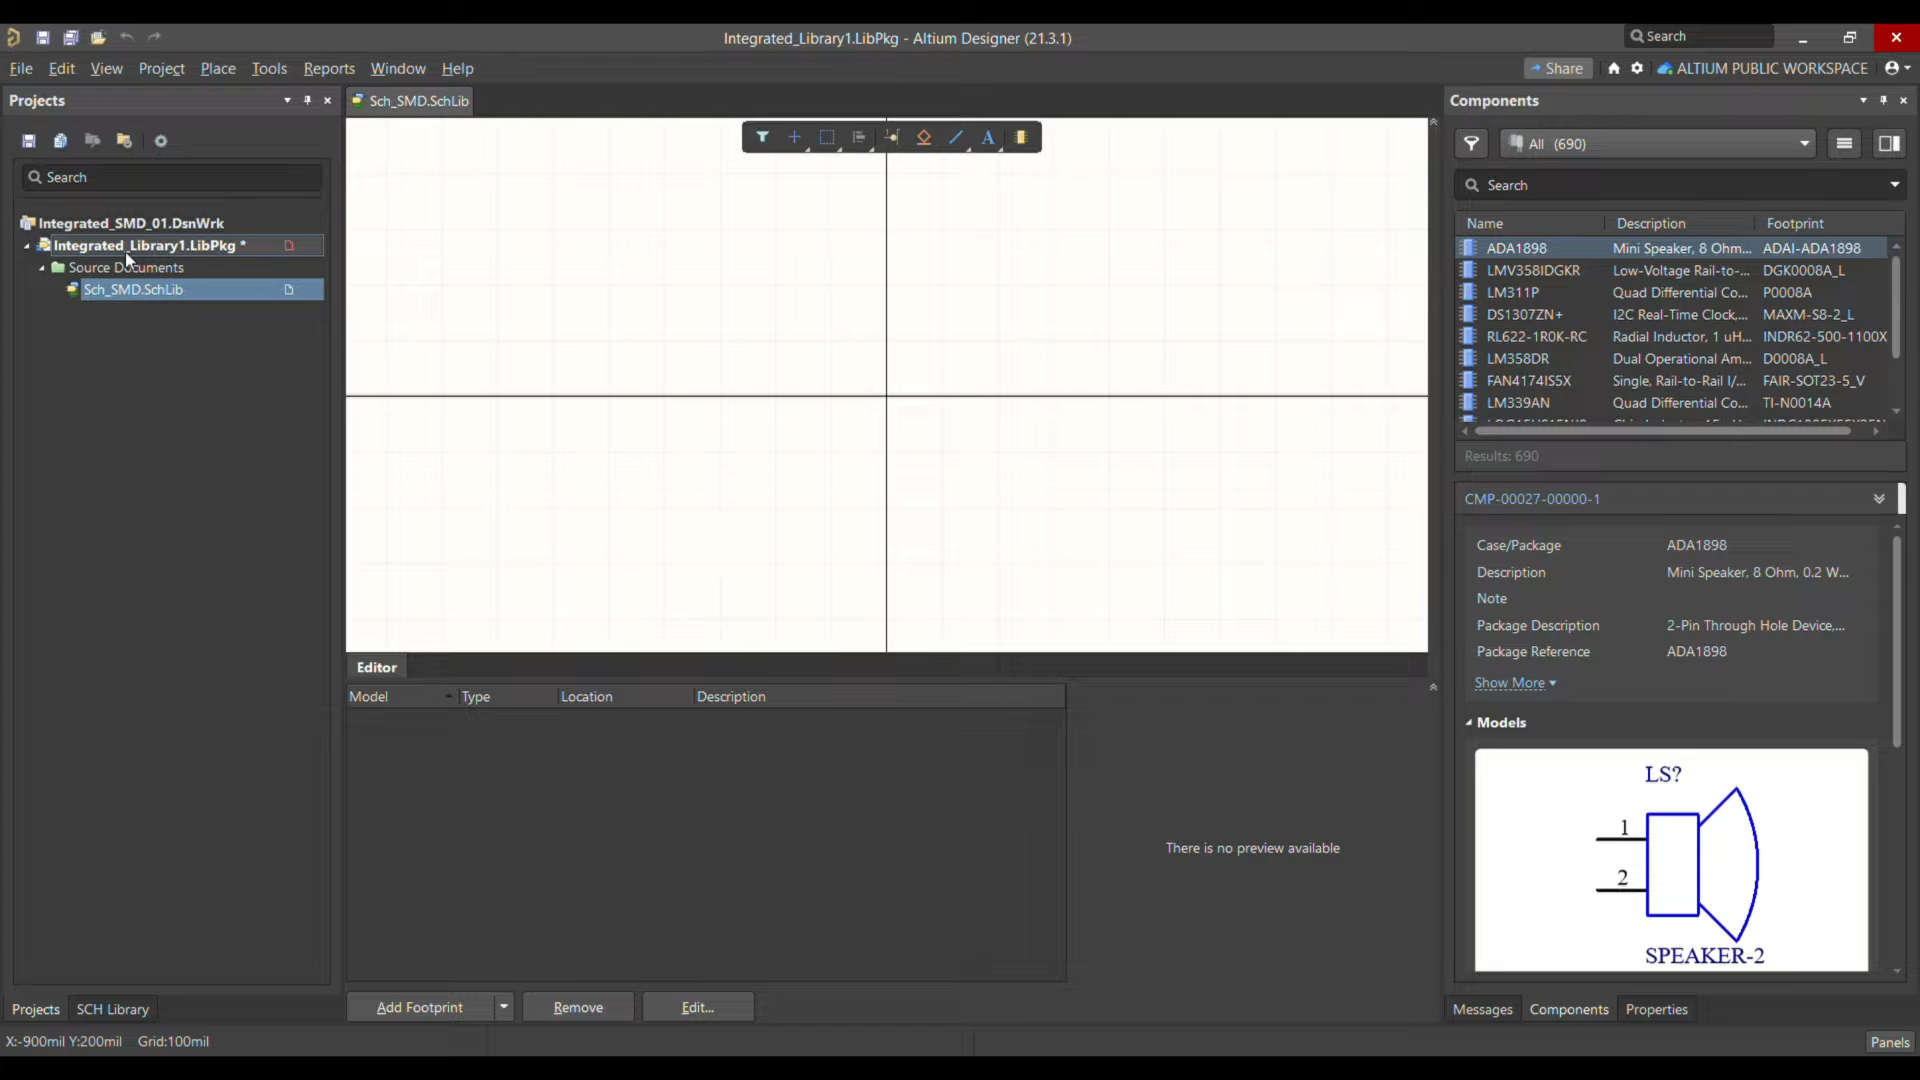 Integrated_Library1.LibPkg - Altium Designer (21.3.1)
Search
File Edit View Project Place Tools Reports Window Help
Share
ALTIUM PUBLIC WORKSPACE
Projects
Search
Integrated_SMD_01.DsnWrk
Integrated_Library1.LibPkg *
Source Documents
Sch_SMD.SchLib
Projects SCH Library
Sch_SMD.SchLib
A
Editor
Model Type Location Description
There is no preview available
Add Footprint Remove Edit...
Components
All (690)
Search
Name Description Footprint
ADA1898 Mini Speaker, 8 Ohm... ADAI-ADA1898
LMV358IDGKR Low-Voltage Rail-to-... DGK0008A_L
LM311P Quad Differential Co... P0008A
DS1307ZN+ I2C Real-Time Clock,... MAXM-S8-2_L
RL622-1R0K-RC Radial Inductor, 1 uH... INDR62-500-1100X
LM358DR Dual Operational Am... D0008A_L
FAN4174IS5X Single, Rail-to-Rail I/... FAIR-SOT23-5_V
LM339AN Quad Differential Co... TI-N0014A
Results: 690
CMP-00027-00000-1
Case/Package ADA1898
Description Mini Speaker, 8 Ohm, 0.2 W...
Note
Package Description 2-Pin Through Hole Device,...
Package Reference ADA1898
Show More
Models
LS?
1
2
SPEAKER-2
Messages Components Properties
X:-900mil Y:200mil Grid:100mil
Panels